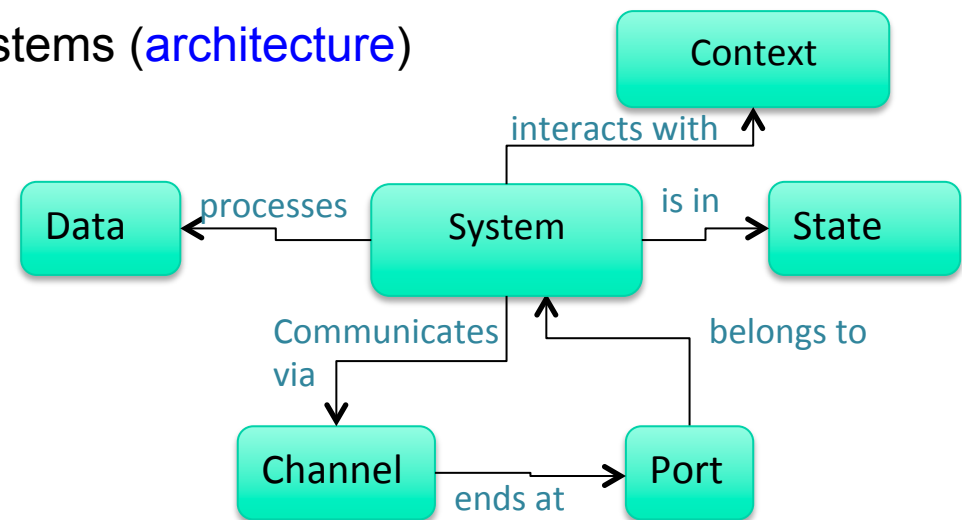 stems (architecture)
Context
interacts with
Data
processes
System
is in
State
Communicates
via
belongs to
Channel
ends at
Port